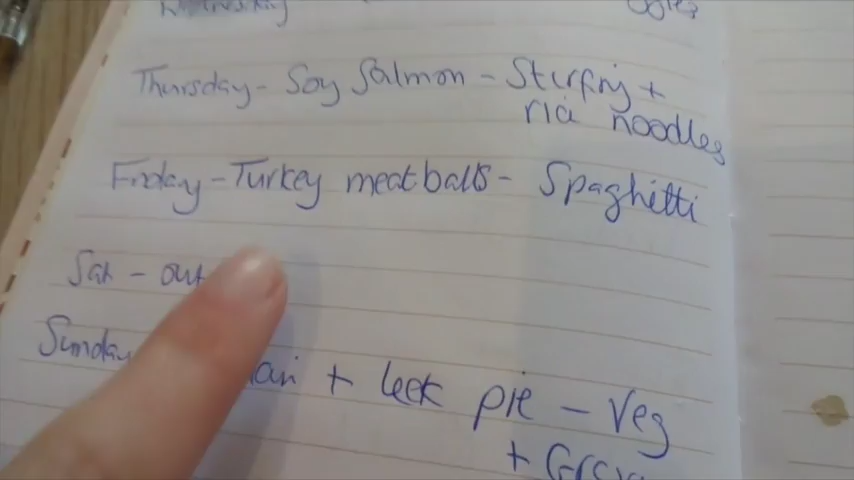 Thursday - Soy Salmon - Stirfry +
rice noodles
Friday - Turkey meatballs - Spaghetti
Sat - out
Sunday + leek pie - Veg
+